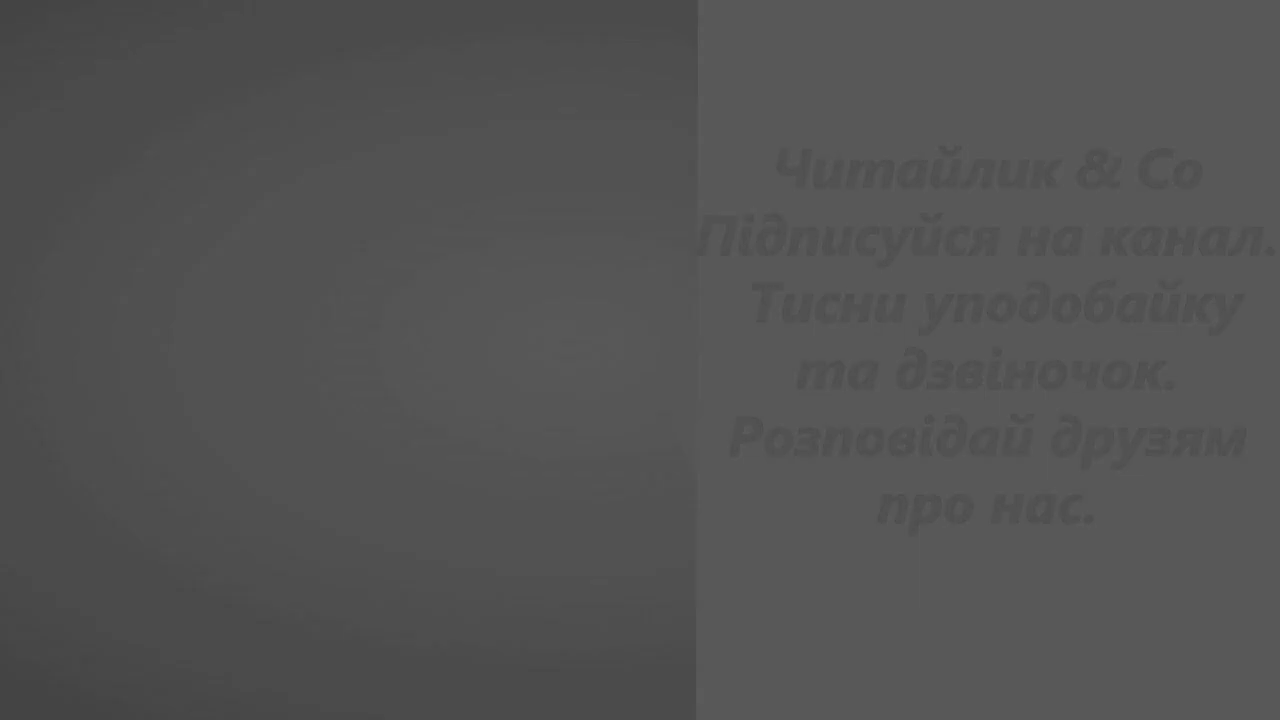 Читайлик & Co
Підписуйся на канал.
Тисни уподобайку
та дзвіночок.
Розповідай друзям
про нас.